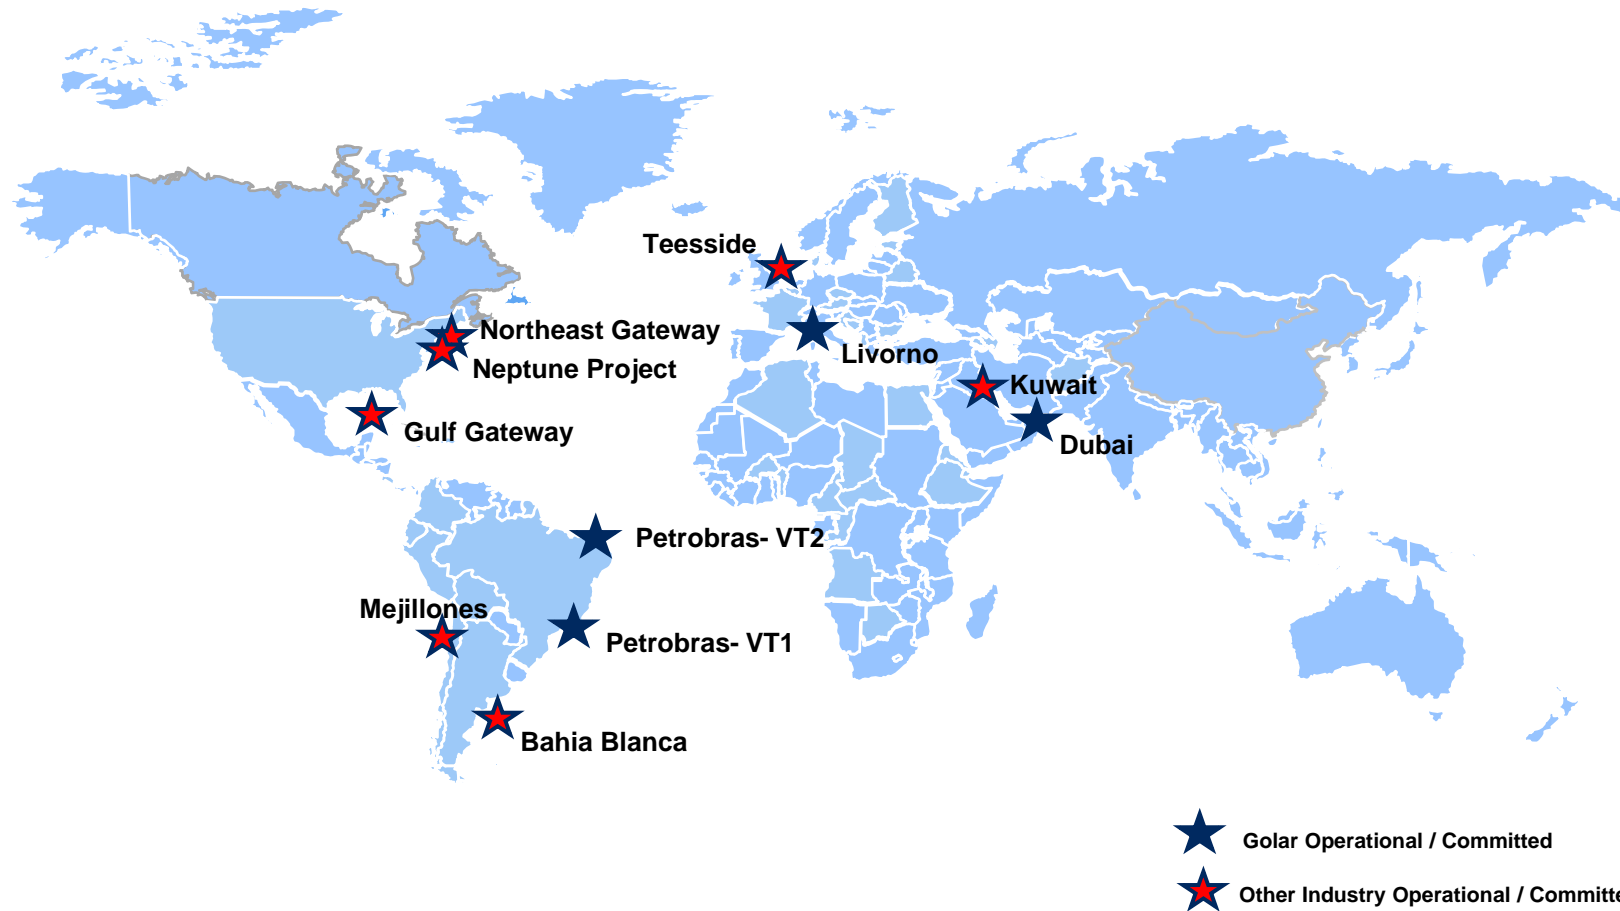 Teesside
Northeast Gateway
Livorno
Neptune Project
Kuwait
Gulf Gateway
Dubai
Petrobras- VT2
Mejillones
Petrobras- VT1
Bahia Blanca
Golar Operational / Committed
Other Industry Operational / Committe